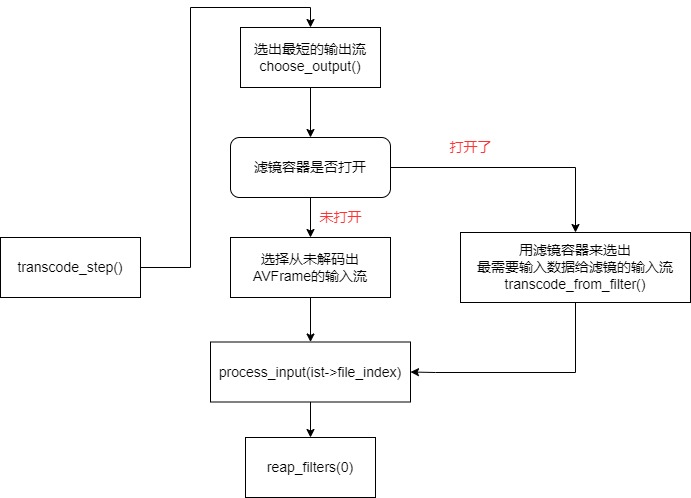 选出最短的输出流
choose_output()
打开了
滤镜容器是否打开
未打开
transcode_step()
选择从未解码出
AVFrame的输入流
用滤镜容器来选出
最需要输入数据给滤镜的输入流
transcode_from_filter()
process_input(ist->file_index)
reap_filters(0)